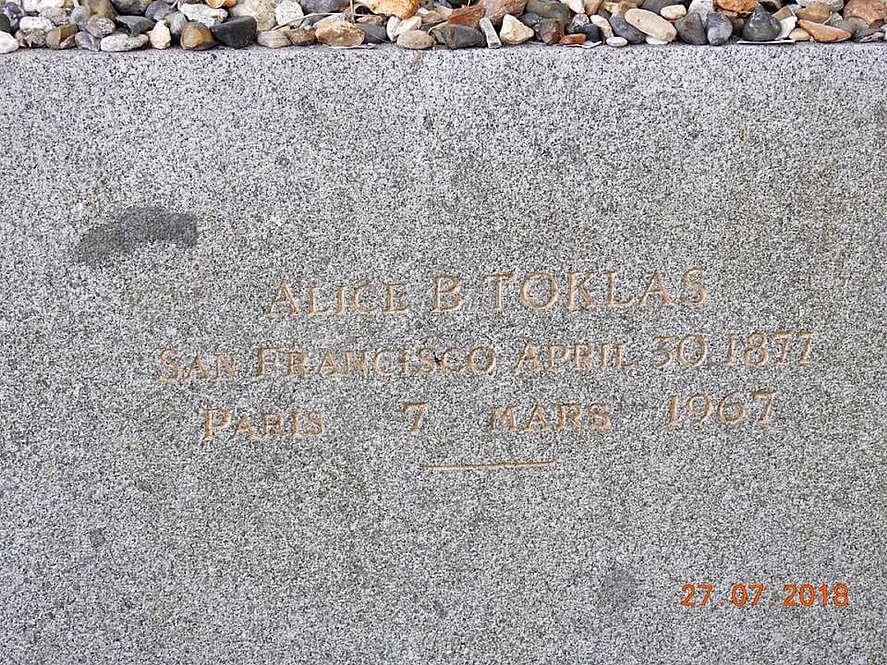 ALICE B. TOKLAS
SAN FRANCISCO APRIL 30 1877
PARIS 7 MARS 1967
27.07.2018